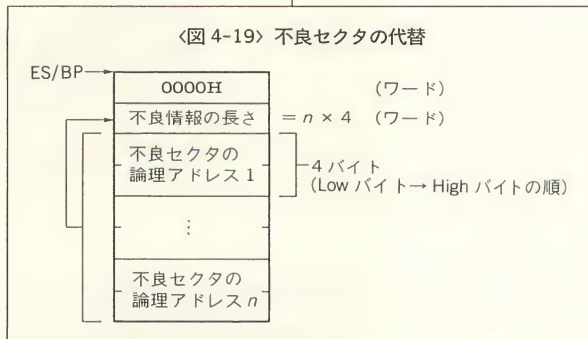 〈図 4-19〉 不良セクタの代替
ES/BP
0000H (ワード)
不良情報の長さ = n × 4 (ワード)
不良セクタの
論理アドレス 1
4 バイト
(Low バイト→ High バイトの順)
⋮
不良セクタの
論理アドレス n